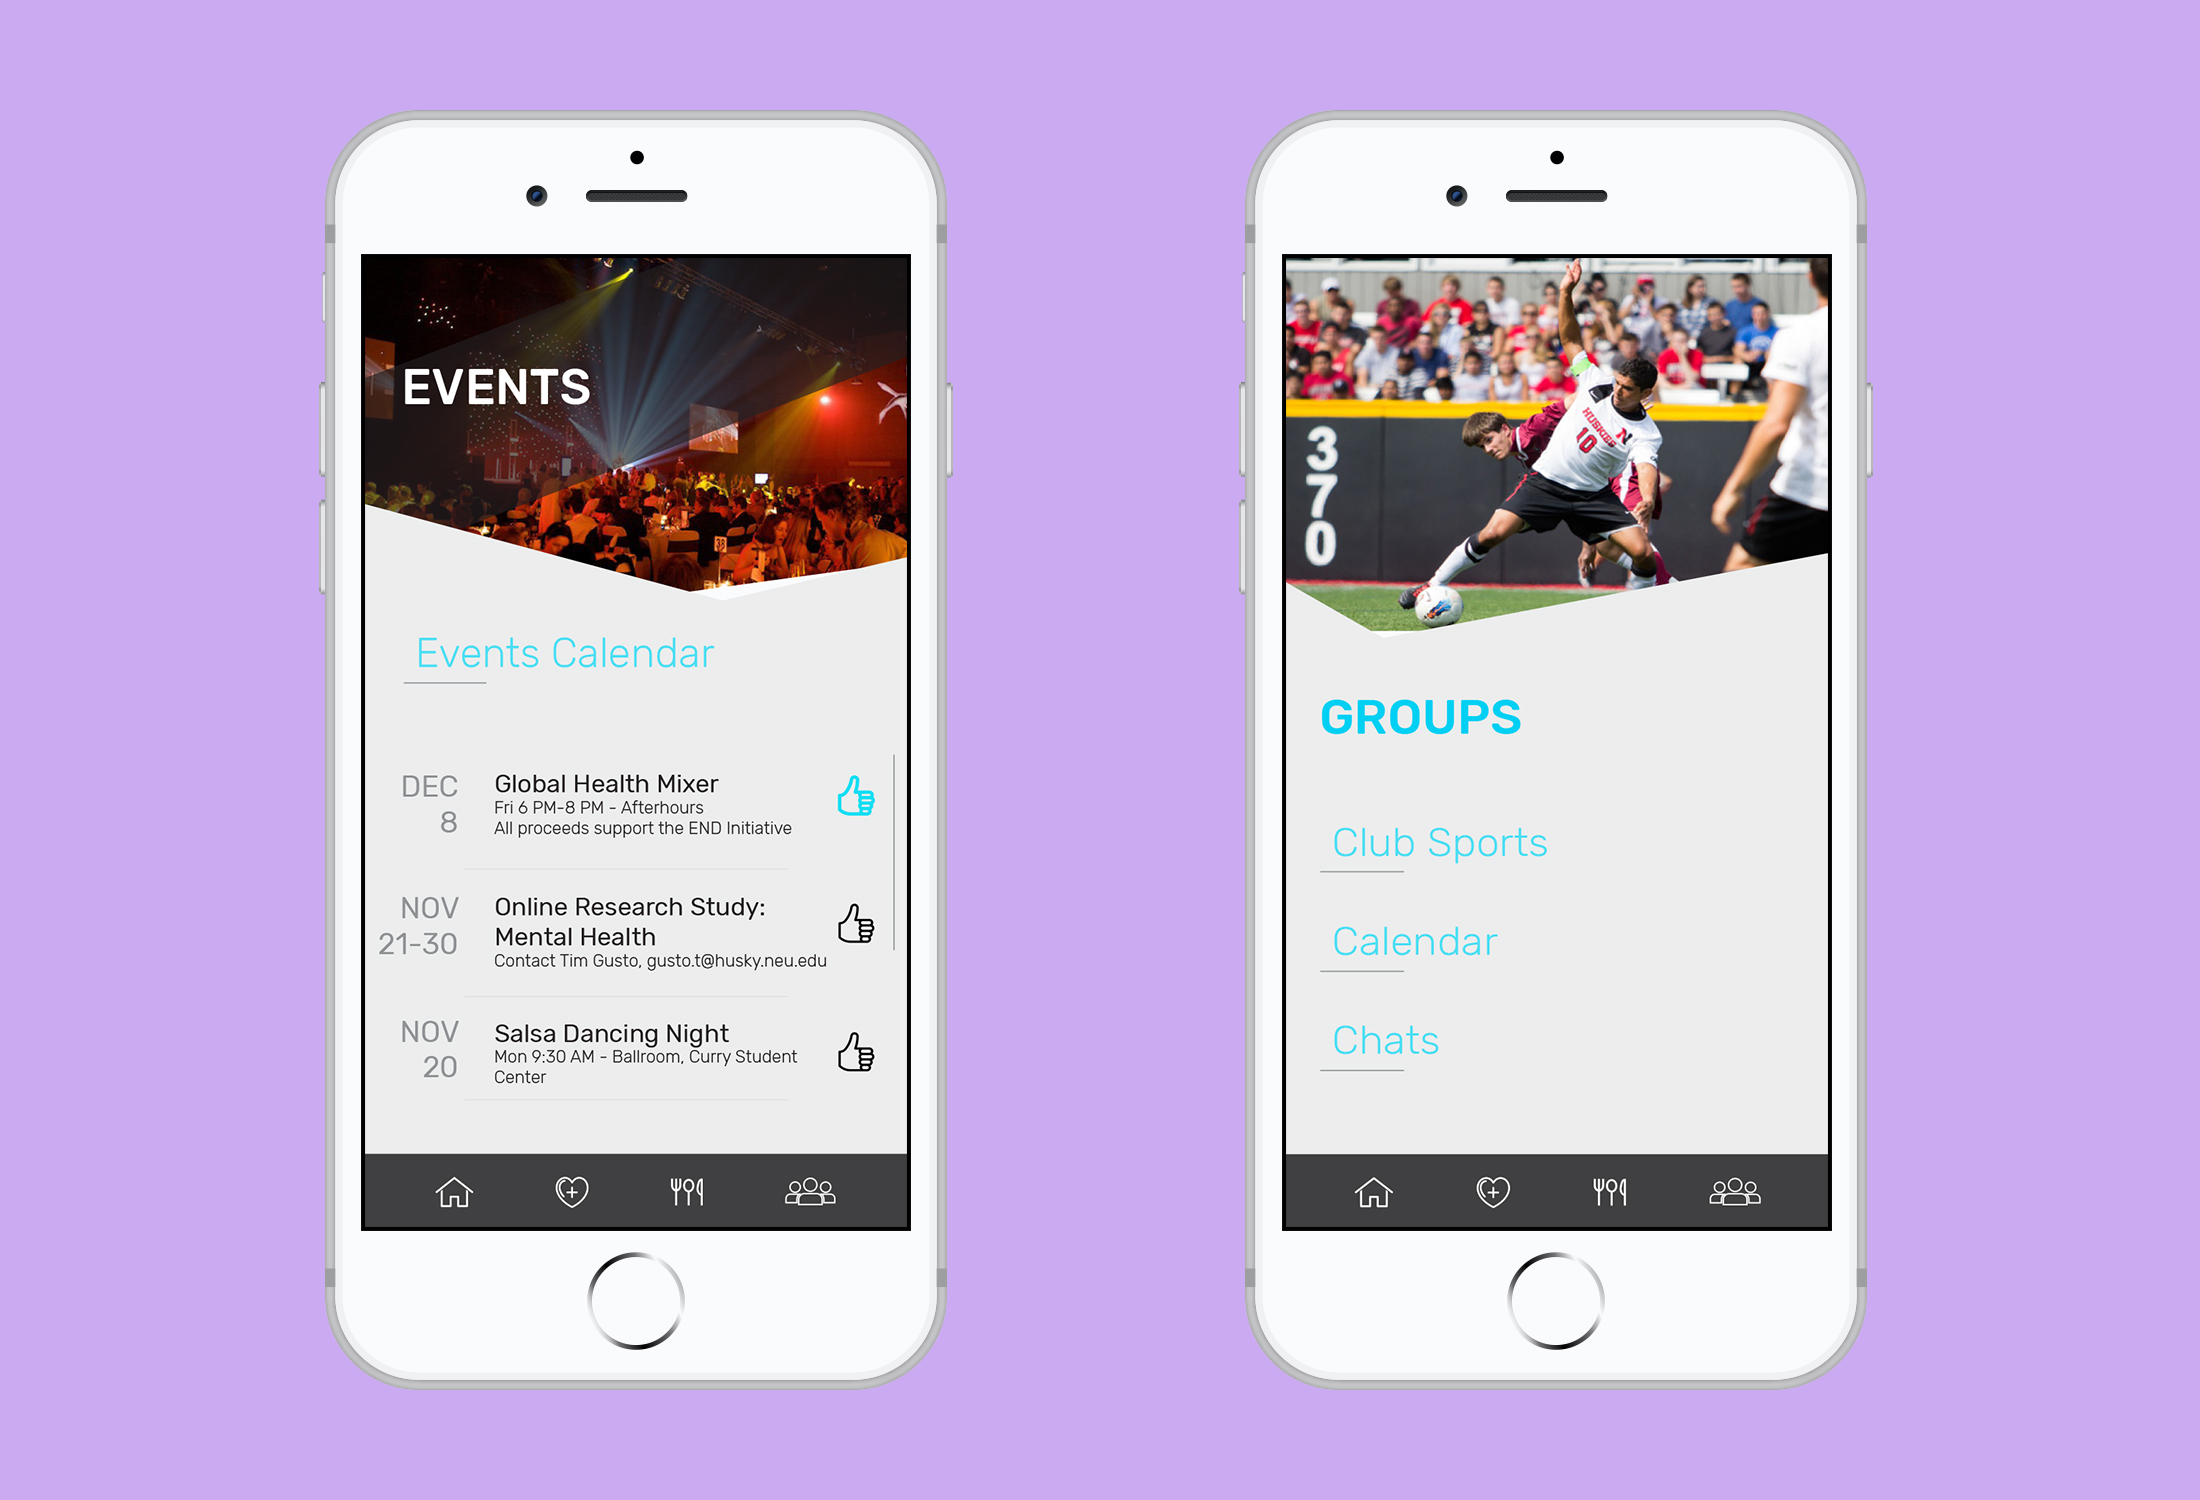 EVENTS
Events Calendar
DEC
8
Global Health Mixer
Fri 6 PM-8 PM - Afterhours
All proceeds support the END Initiative
NOV
21-30
Online Research Study:
Mental Health
Contact Tim Gusto, gusto.t@husky.neu.edu
NOV
20
Salsa Dancing Night
Mon 9:30 AM - Ballroom, Curry Student
Center
38
370
HUSKIES
N
10
GROUPS
Club Sports
Calendar
Chats